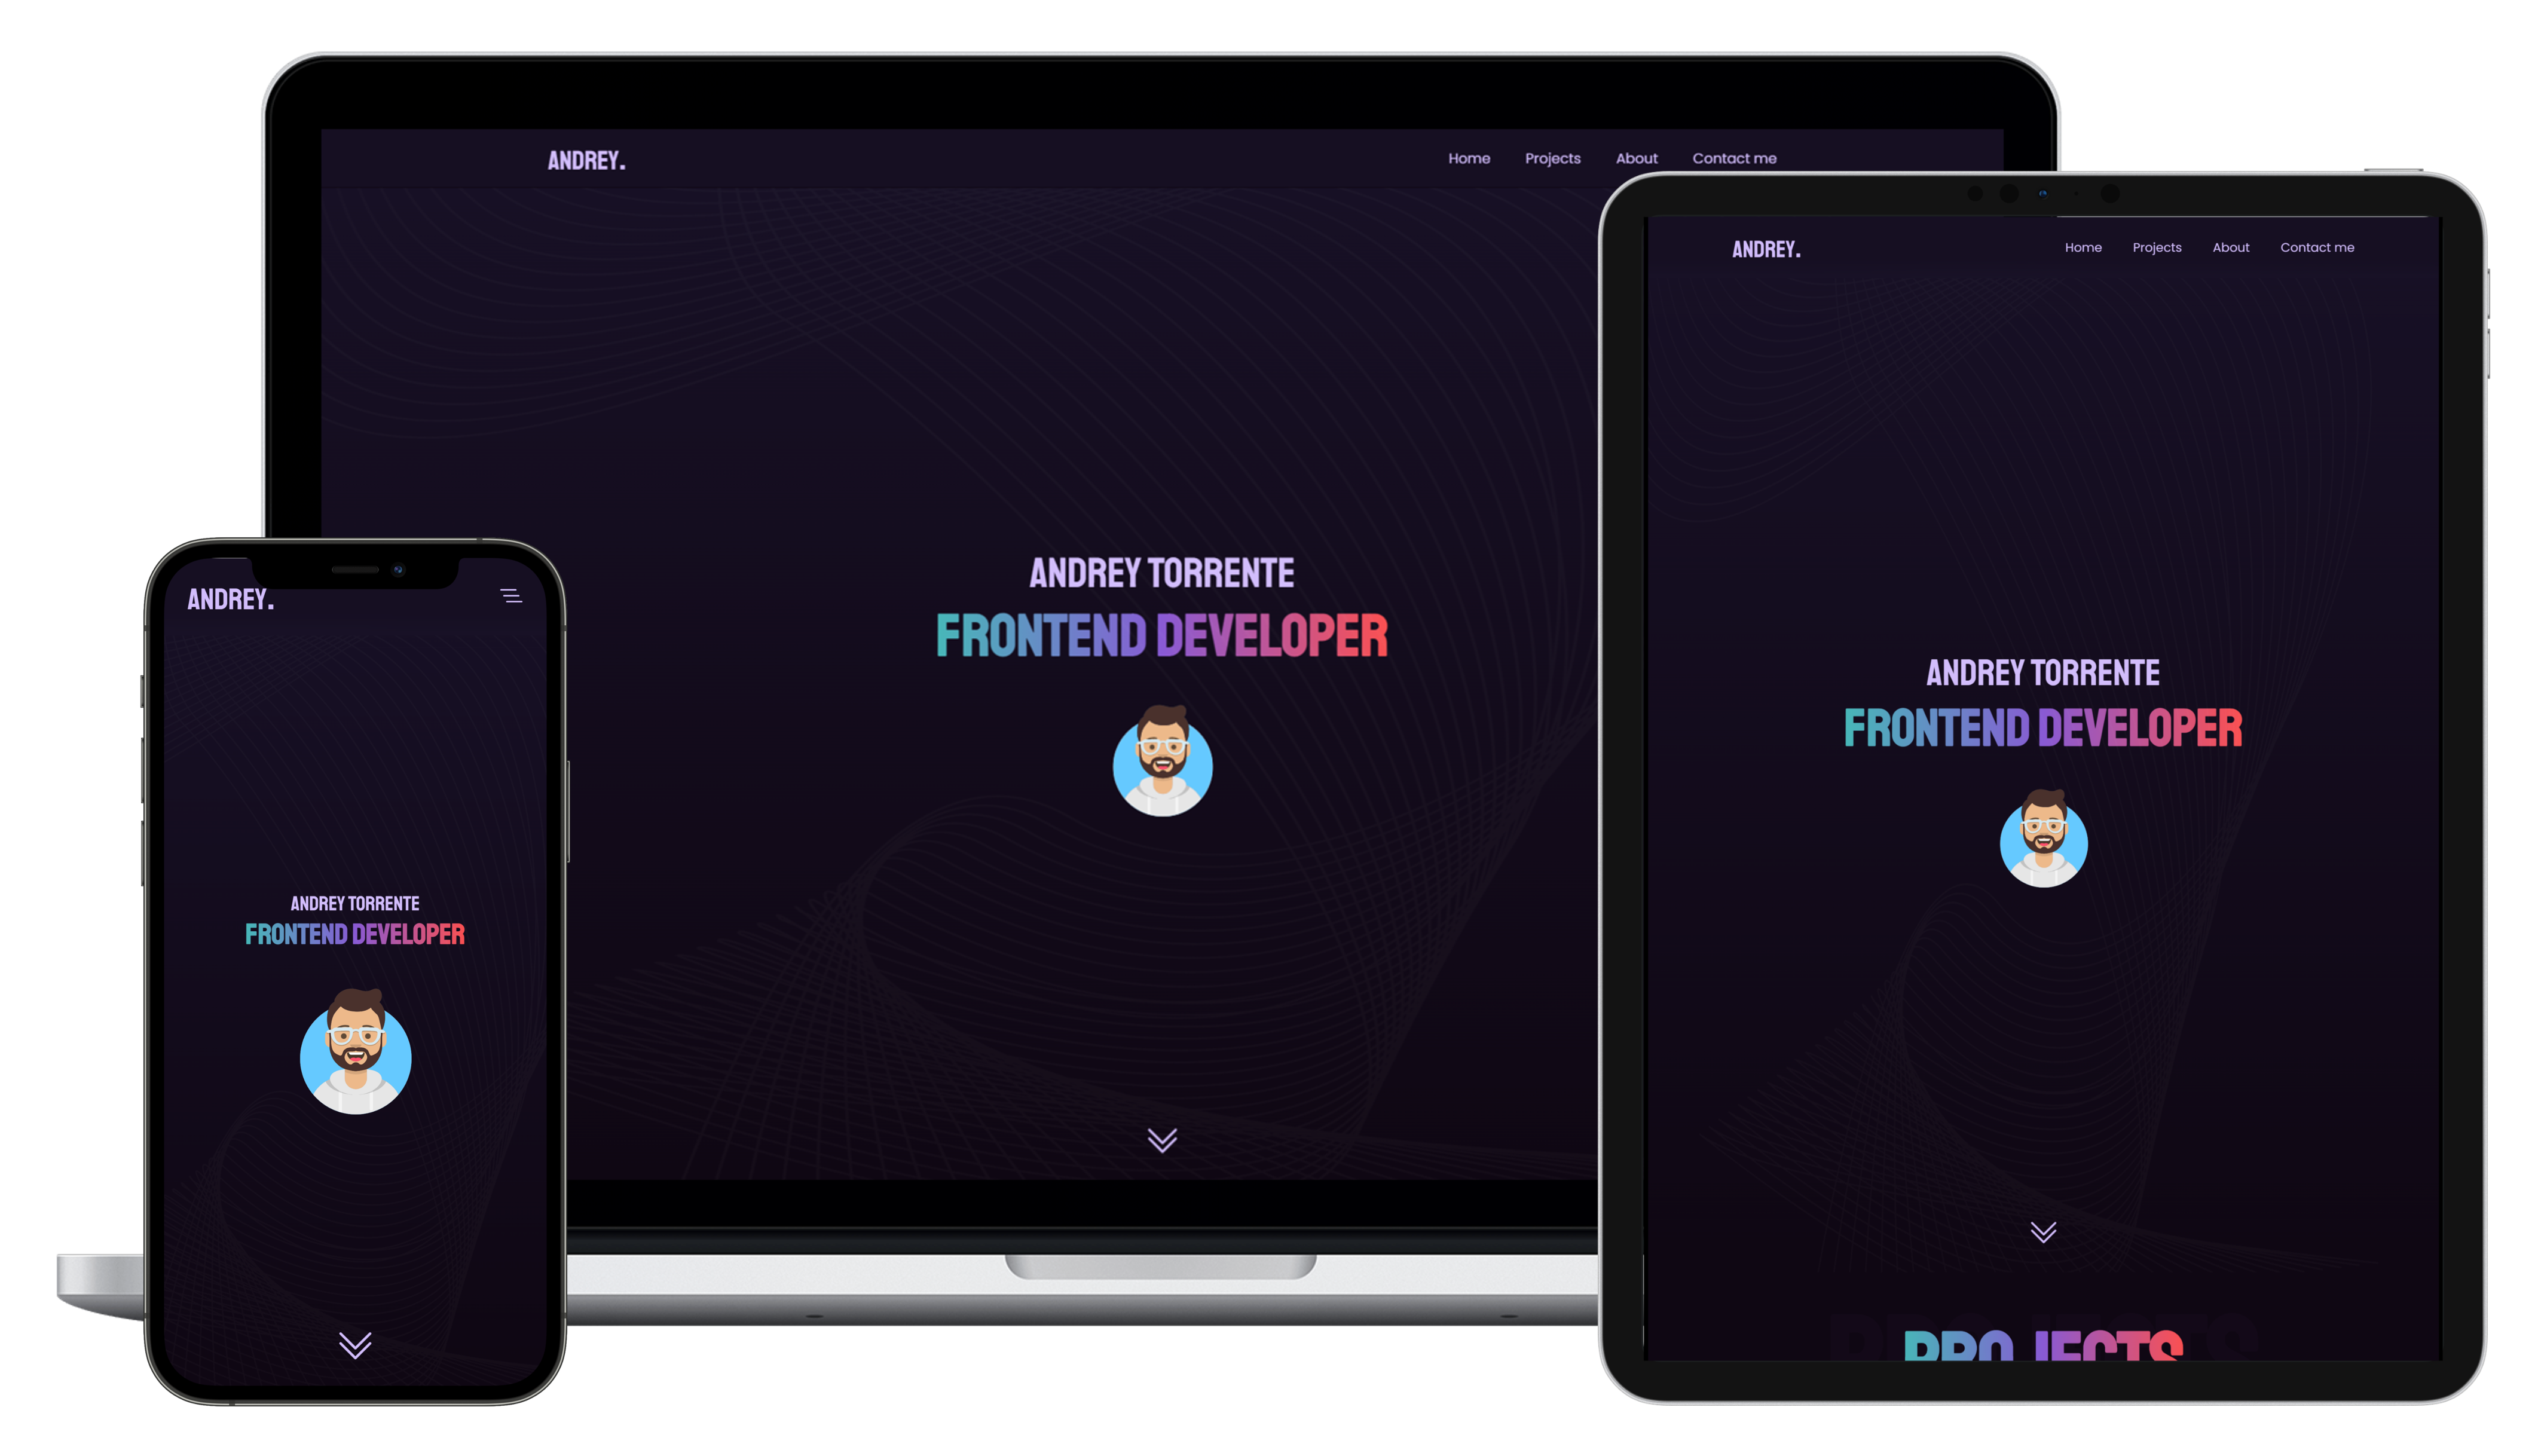 ANDREY.
Home Projects About Contact me
ANDREY TORRENTE
FRONTEND DEVELOPER
ANDREY.
ANDREY TORRENTE
FRONTEND DEVELOPER
ANDREY.
Home Projects About Contact me
ANDREY TORRENTE
FRONTEND DEVELOPER
PROJECTS